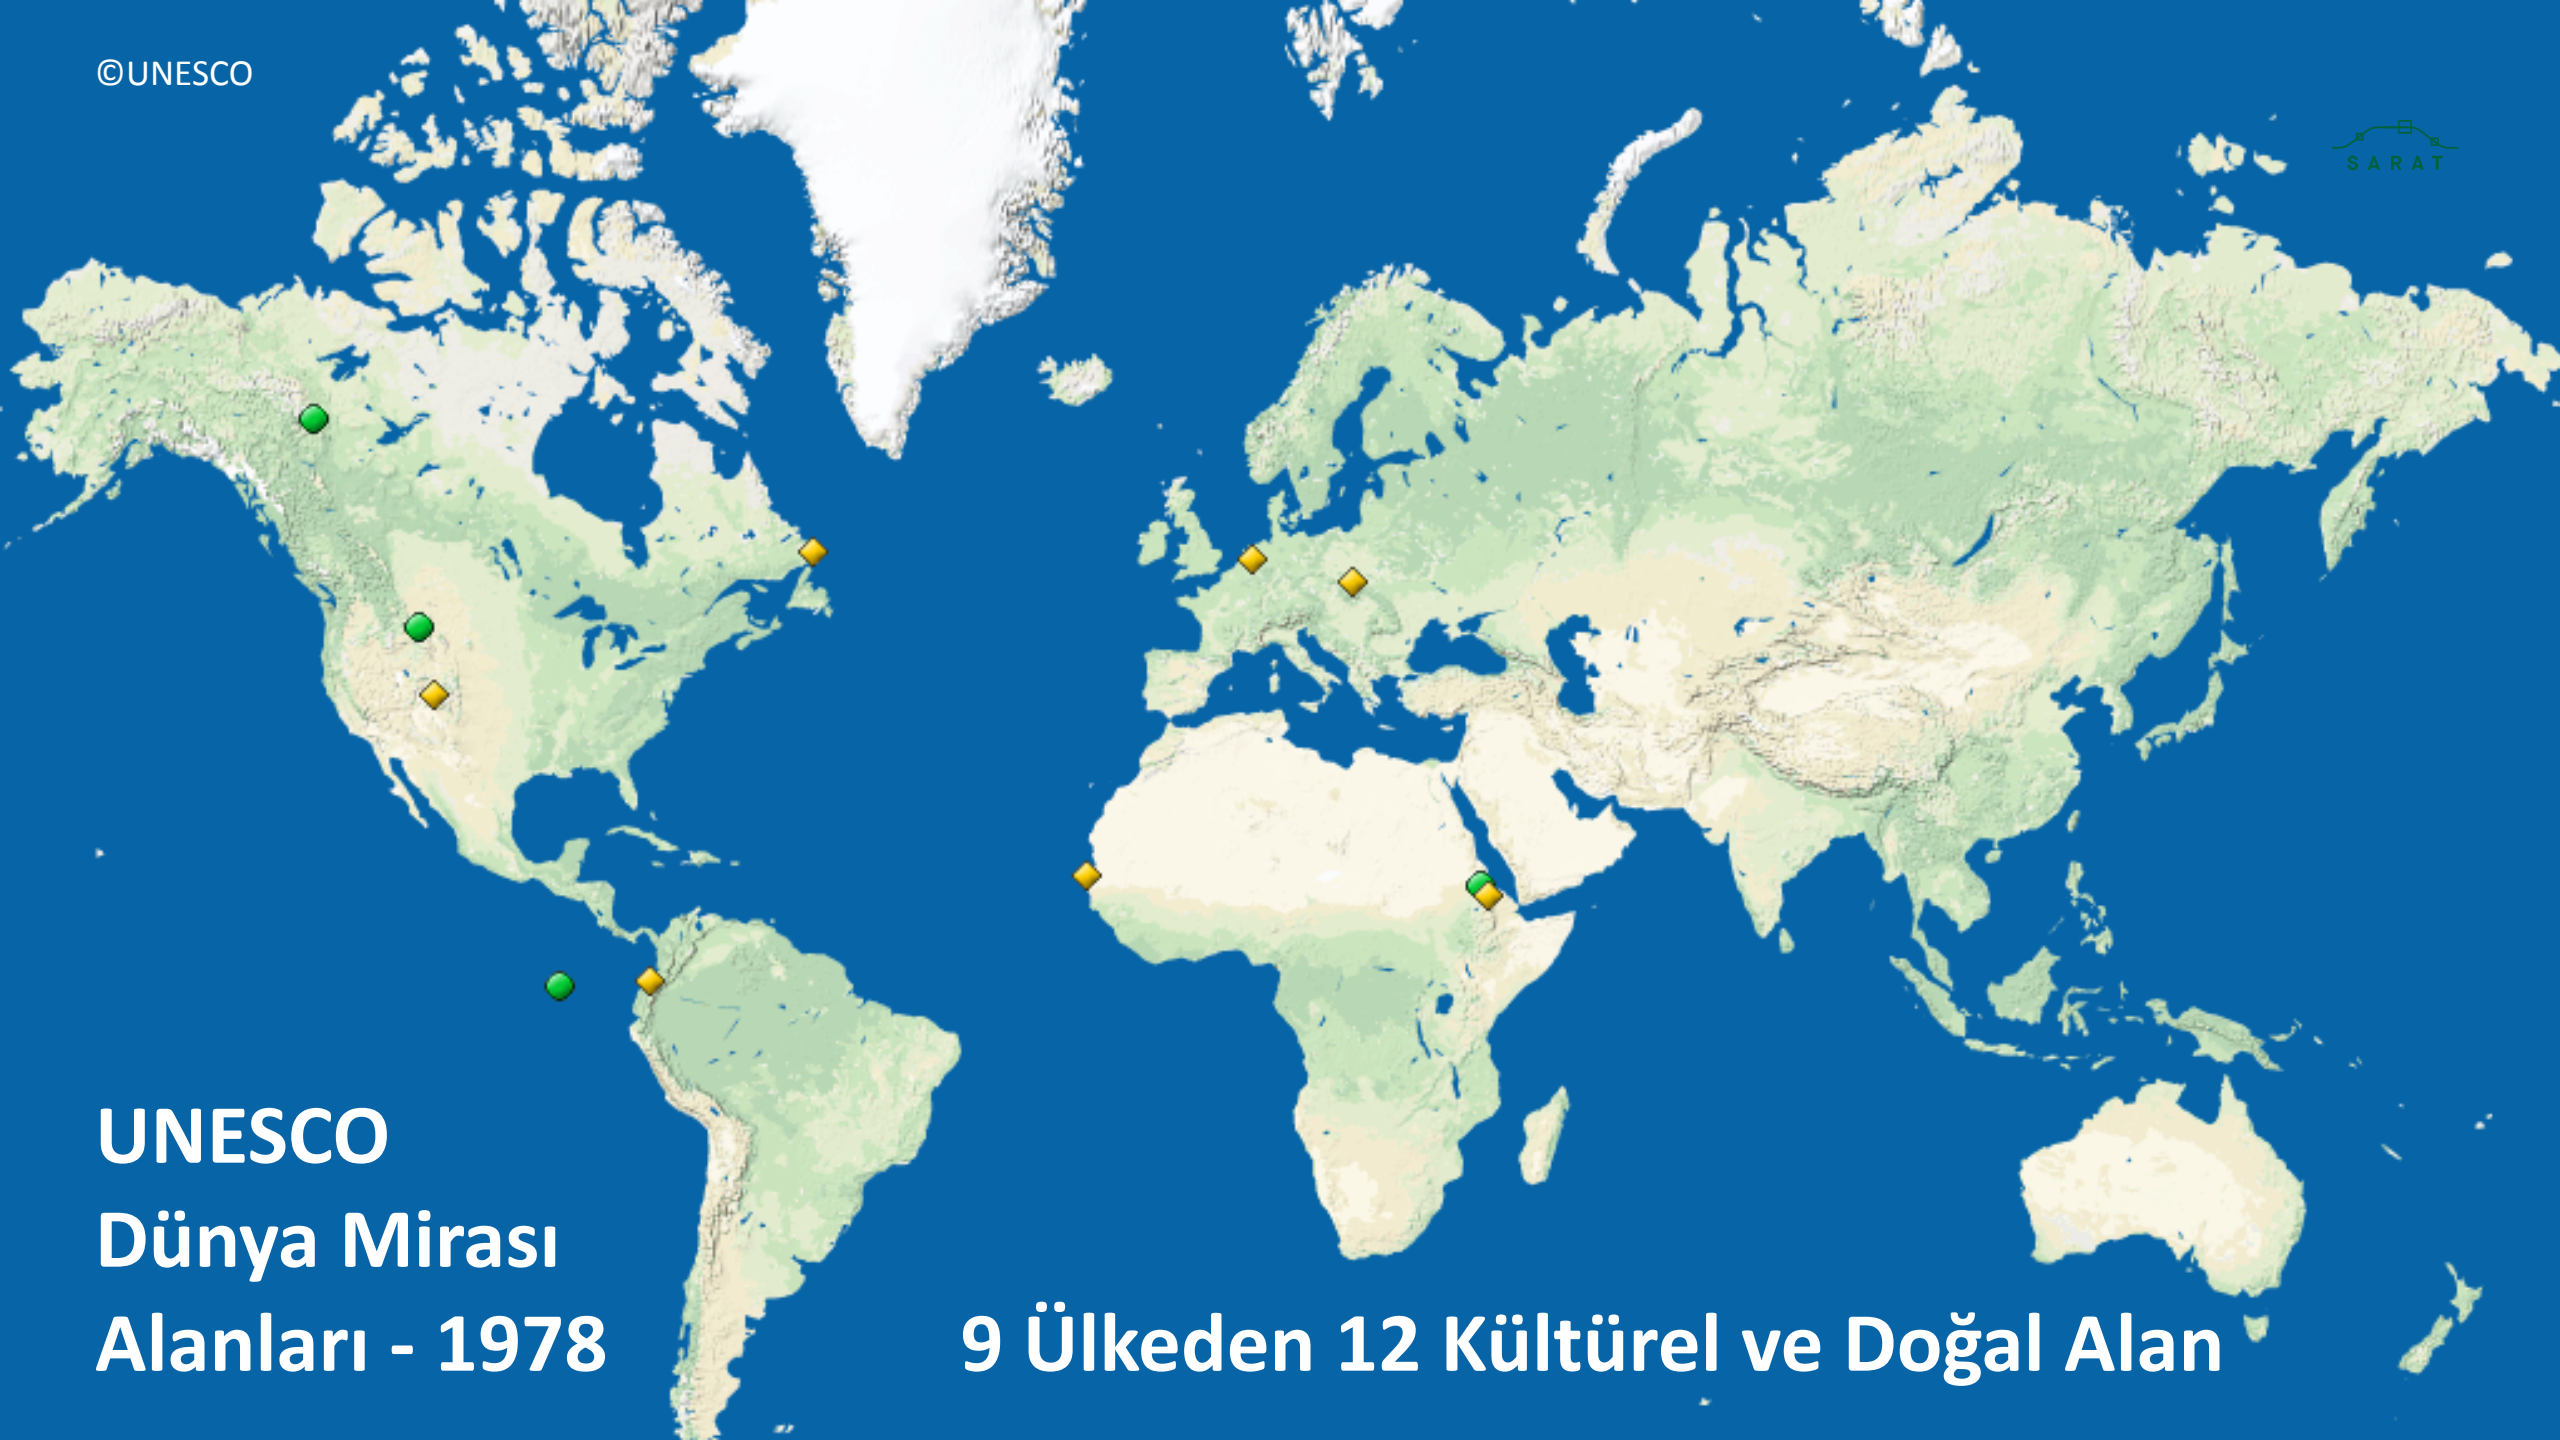 ©UNESCO
SARAT
UNESCO
Dünya Mirası
Alanları - 1978
9 Ülkeden 12 Kültürel ve Doğal Alan